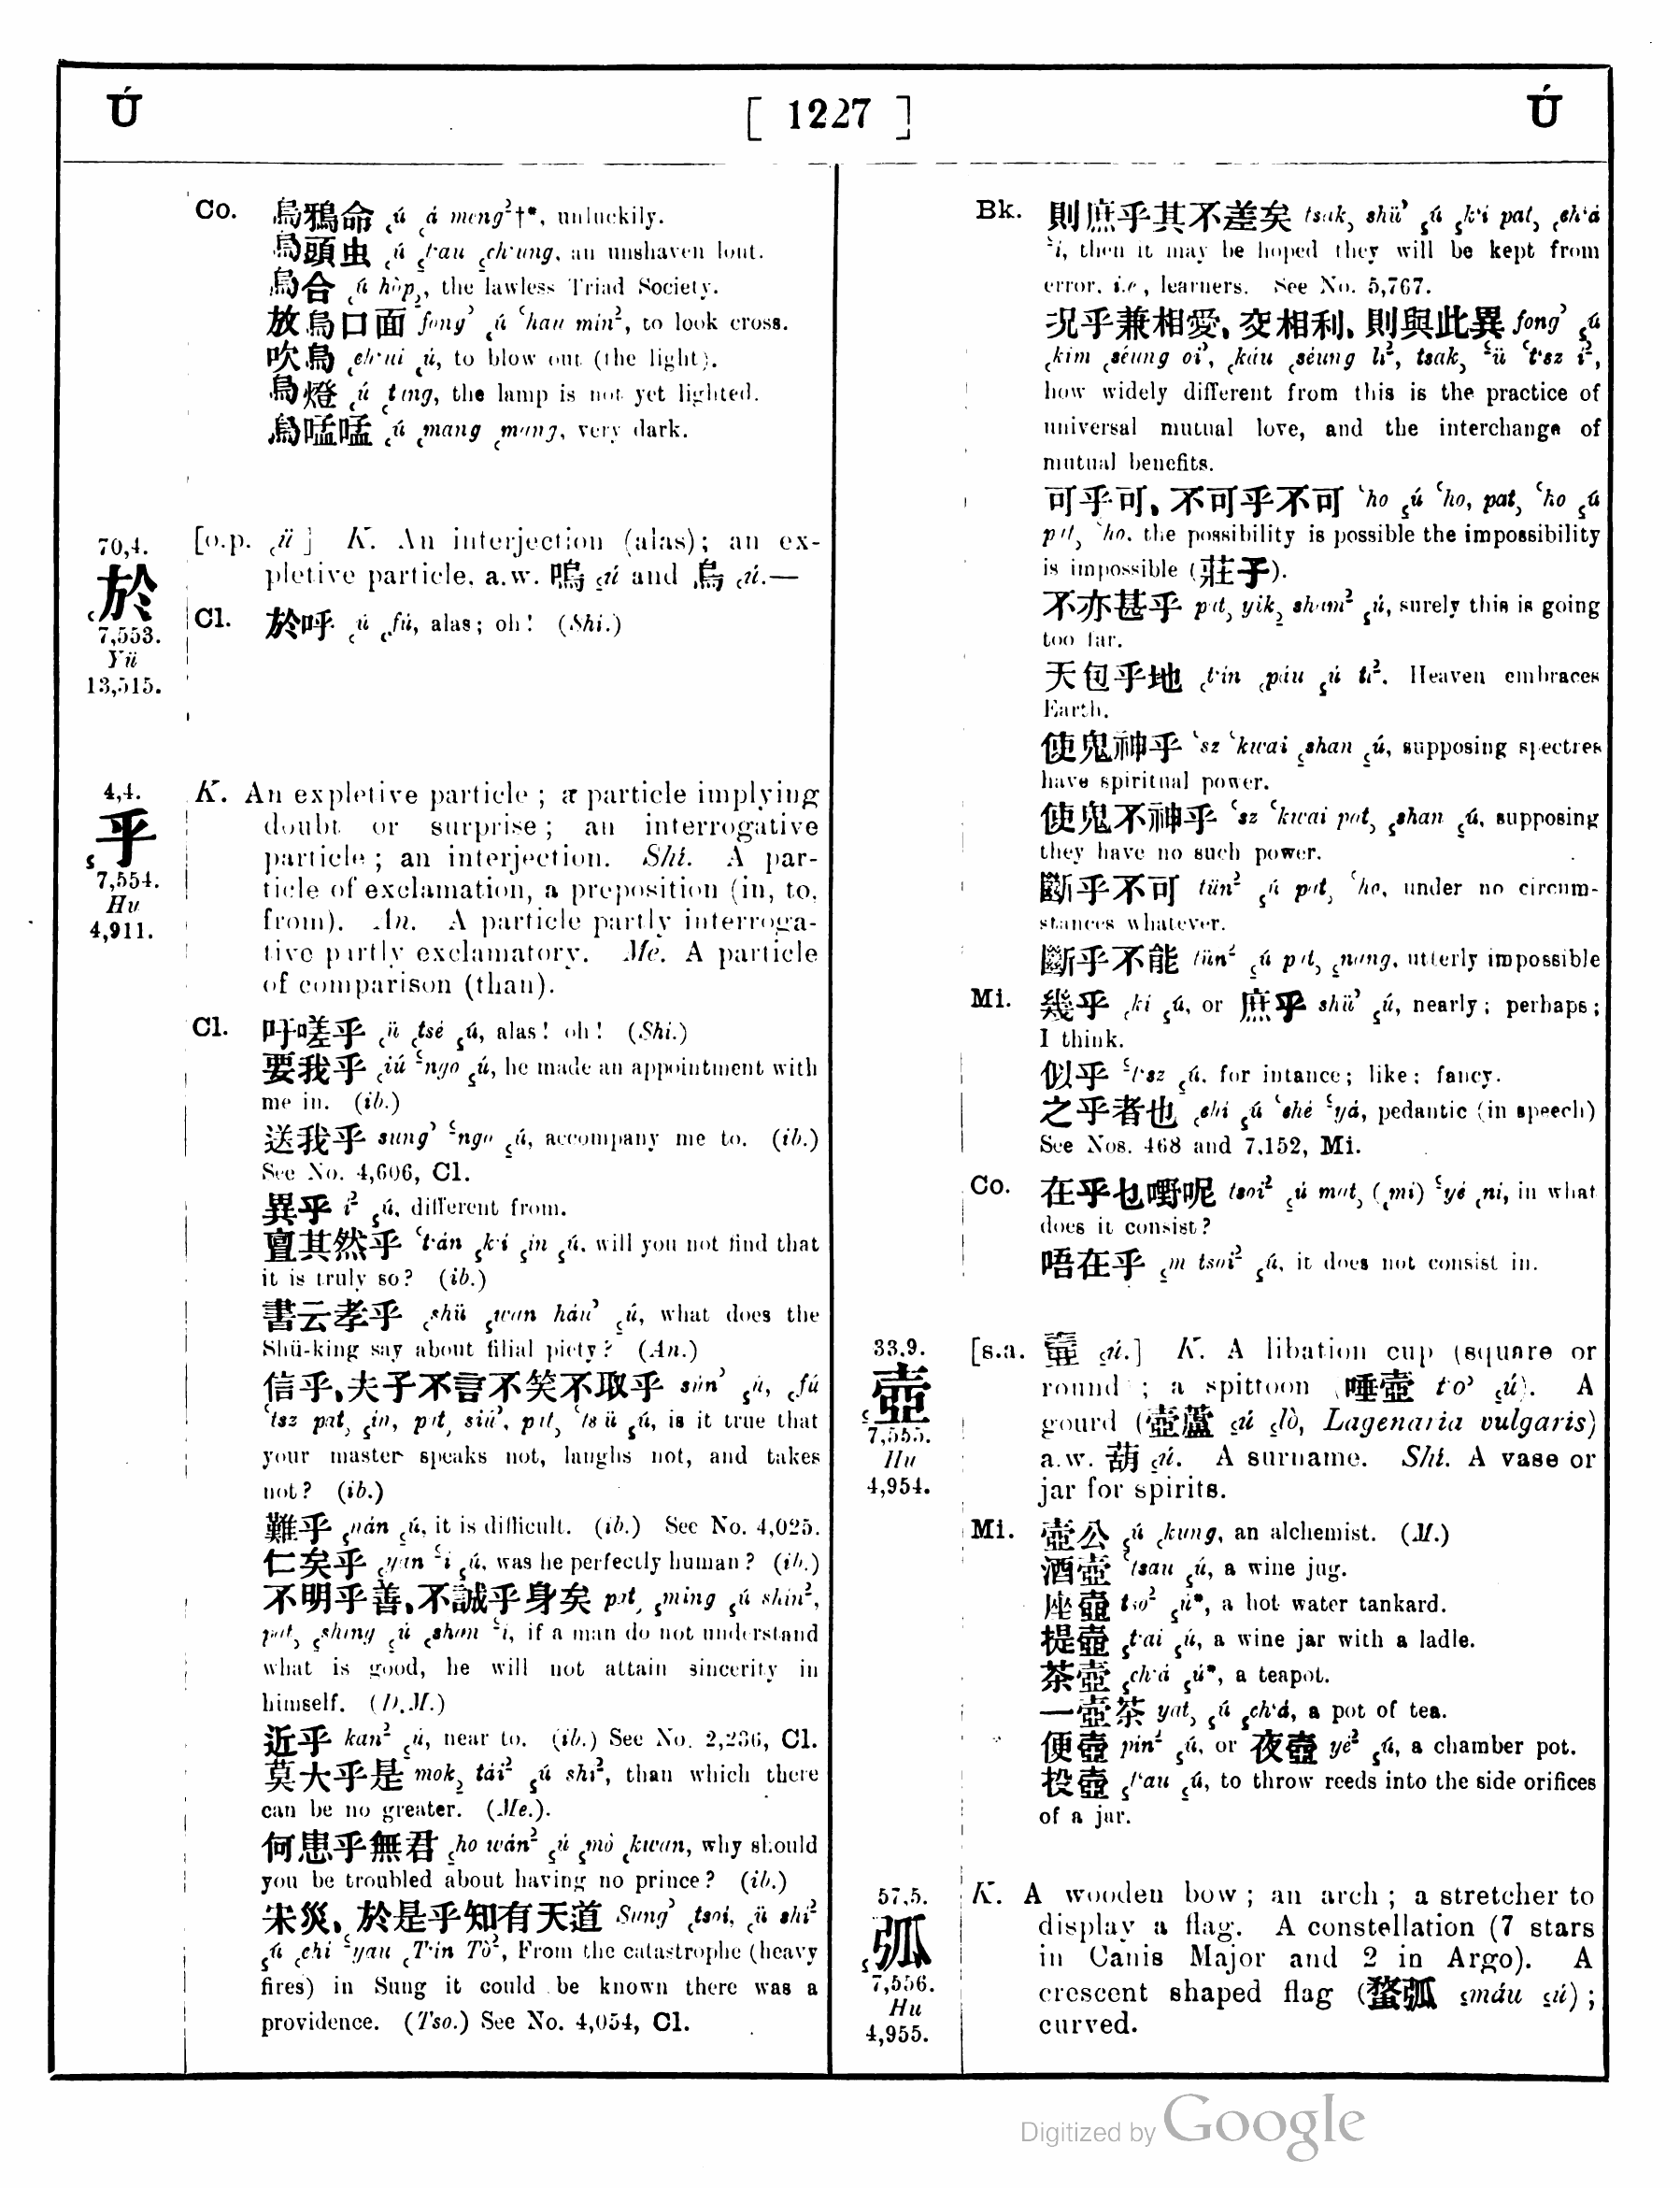 Ú [ 1227 ] Ú
Co. 烏鴉命 ꜀ú ꜀á meng²†*, unluckily.
烏頭虫 ꜀ú ꜁t‘au ꜁ch‘ung, an unshaven lout.
烏合 ꜀ú hòp꜇, the lawless Triad Society.
放烏口面 fong꜄ ꜀ú ꜂hau min², to look cross.
吹烏 ꜀ch‘ui ꜀ú, to blow out (the light).
烏燈 ꜀ú ꜀tang, the lamp is not yet lighted.
烏啞啞 ꜀ú ꜀mang ꜀mang, very dark.
70,4.
於
7,553.
Yü
13,515.
[o.p. ꜀ü] K. An interjection (alas); an ex-
pletive particle, a.w. 嗚 ꜀ú and 烏 ꜀ú.—
Cl. 於呼 ꜀ú ꜀fú, alas; oh! (Shi.)
4,4.
乎
7,554.
Hu
4,911.
K. An expletive particle; a particle implying
doubt or surprise; an interrogative
particle; an interjection. Shi. A par-
ticle of exclamation, a preposition (in, to,
from). An. A particle partly interroga-
tive partly exclamatory. Me. A particle
of comparison (than).
Cl. 吁嗟乎 ꜀ü ꜀tsé ꜁ú, alas! oh! (Shi.)
要我乎 ꜀iú ꜃ngo ꜁ú, he made an appointment with
me in. (ib.)
送我乎 sung꜄ ꜃ngo ꜁ú, accompany me to. (ib.)
See No. 4,606, Cl.
異乎 í² ꜁ú, different from.
亶其然乎 ꜂t‘án ꜁k‘í ꜁in ꜁ú, will you not find that
it is truly so? (ib.)
書云孝乎 ꜀shü ꜁wan háu꜄ ꜁ú, what does the
Shü-king say about filial piety? (An.)
信乎,夫子不言不笑不取乎 sún꜄ ꜁ú, ꜀fú
꜂tsz pat꜆ ꜁ín, pat꜆ siú꜄, pat꜆ ꜂ts‘ü ꜁ú, is it true that
your master speaks not, laughs not, and takes
not? (ib.)
難乎 ꜁nán ꜁ú, it is difficult. (ib.) See No. 4,025.
仁矣乎 ꜁yan ꜃i ꜁ú, was he perfectly human? (ib.)
不明乎善,不誠乎身矣 pat꜆ ꜁ming ꜁ú shin²,
pat꜆ ꜁shing ꜁ú ꜀shan ꜃i, if a man do not understand
what is good, he will not attain sincerity in
himself. (D.M.)
近乎 kan² ꜁ú, near to. (ib.) See No. 2,236, Cl.
莫大乎是 mok꜇ tái² ꜁ú shi², than which there
can be no greater. (Me.).
何患乎無君 ꜁ho wán² ꜁ú ꜁mò ꜀kwan, why should
you be troubled about having no prince? (ib.)
宋災,於是乎知有天道 Sung꜄ ꜀tsoi, ꜀ü shi²
꜁ú ꜀chi ꜃yau ꜀T‘in Tò², From the catastrophe (heavy
fires) in Sung it could be known there was a
providence. (Tso.) See No. 4,054, Cl.
Bk. 則庶乎其不差矣 tsak꜆ shü꜄ ꜁ú ꜁k‘í pat꜆ ꜀ch‘á
꜃i, then it may be hoped they will be kept from
error, i.e., learners. See No. 5,767.
况乎兼相愛,交相利,則與此異 fong꜄ ꜁ú
꜀kim ꜀séung oi꜄, ꜀káu ꜀séung li², tsak꜆ ꜃ü ꜂t‘sz í²,
how widely different from this is the practice of
universal mutual love, and the interchange of
mutual benefits.
可乎可,不可乎不可 ꜂ho ꜁ú ꜂ho, pat꜆ ꜂ho ꜁ú
pat꜆ ꜂ho, the possibility is possible the impossibility
is impossible (莊子).
不亦甚乎 pat꜆ yik꜇ sham² ꜁ú, surely this is going
too far.
天包乎地 ꜀t‘in ꜀páu ꜁ú ti², Heaven embraces
Earth.
使鬼神乎 ꜂sz ꜂kwai ꜁shan ꜁ú, supposing spectres
have spiritual power.
使鬼不神乎 ꜂sz ꜂kwai pat꜆ ꜁shan ꜁ú, supposing
they have no such power.
斷乎不可 tün² ꜁ú pat꜆ ꜂ho, under no circum-
stances whatever.
斷乎不能 tün² ꜁ú pat꜆ ꜁nang, utterly impossible
Mi. 幾乎 ꜀ki ꜁ú, or 庶乎 shü꜄ ꜁ú, nearly; perhaps;
I think.
似乎 ꜃t‘sz ꜁ú, for intance; like; fancy.
之乎者也 ꜀chi ꜁ú ꜂ché ꜃yá, pedantic (in speech)
See Nos. 468 and 7,152, Mi.
Co. 在乎乜嘢呢 tsoi² ꜁ú mat꜆ (꜀mi) ꜃yé ꜀ni, in what
does it consist?
唔在乎 ꜁m tsoi² ꜁ú, it does not consist in.
33,9.
壺
7,555.
Hu
4,954.
[s.a. ꜁ú.] K. A libation cup (square or
round); a spittoon (唾壺 t‘o꜄ ꜁ú). A
gourd (壺蘆 ꜁ú ꜁lò, Lagenaria vulgaris)
a.w. 葫 ꜁ú. A surname. Shi. A vase or
jar for spirits.
Mi. 壺公 ꜁ú ꜀kung, an alchemist. (M.)
酒壺 ꜂tsau ꜁ú, a wine jug.
座壺 tso² ꜁ú*, a hot water tankard.
提壺 ꜁t‘ai ꜁ú, a wine jar with a ladle.
茶壺 ꜁ch‘á ꜁ú*, a teapot.
一壺茶 yat꜆ ꜁ú ꜁ch‘á, a pot of tea.
便壺 pin² ꜁ú, or 夜壺 yé² ꜁ú, a chamber pot.
投壺 ꜁t‘au ꜁ú, to throw reeds into the side orifices
of a jar.
57,5.
弧
7,556.
Hu
4,955.
K. A wooden bow; an arch; a stretcher to
display a flag. A constellation (7 stars
in Canis Major and 2 in Argo). A
crescent shaped flag (蝥弧 ꜁máu ꜁ú);
curved.
Digitized by Google